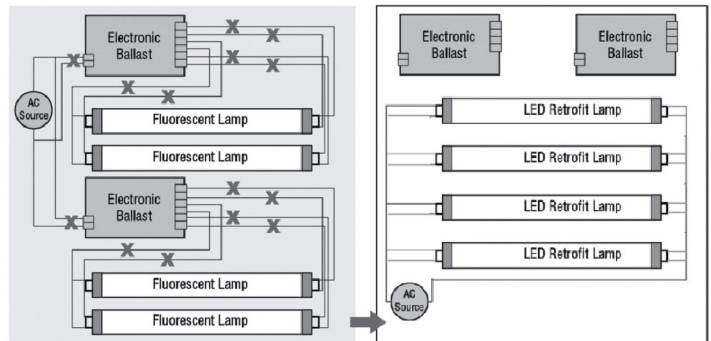 Electronic
Ballast
AC
Source
Fluorescent Lamp
Fluorescent Lamp
Electronic
Ballast
Fluorescent Lamp
Fluorescent Lamp
Electronic
Ballast
Electronic
Ballast
LED Retrofit Lamp
LED Retrofit Lamp
LED Retrofit Lamp
LED Retrofit Lamp
AC
Source